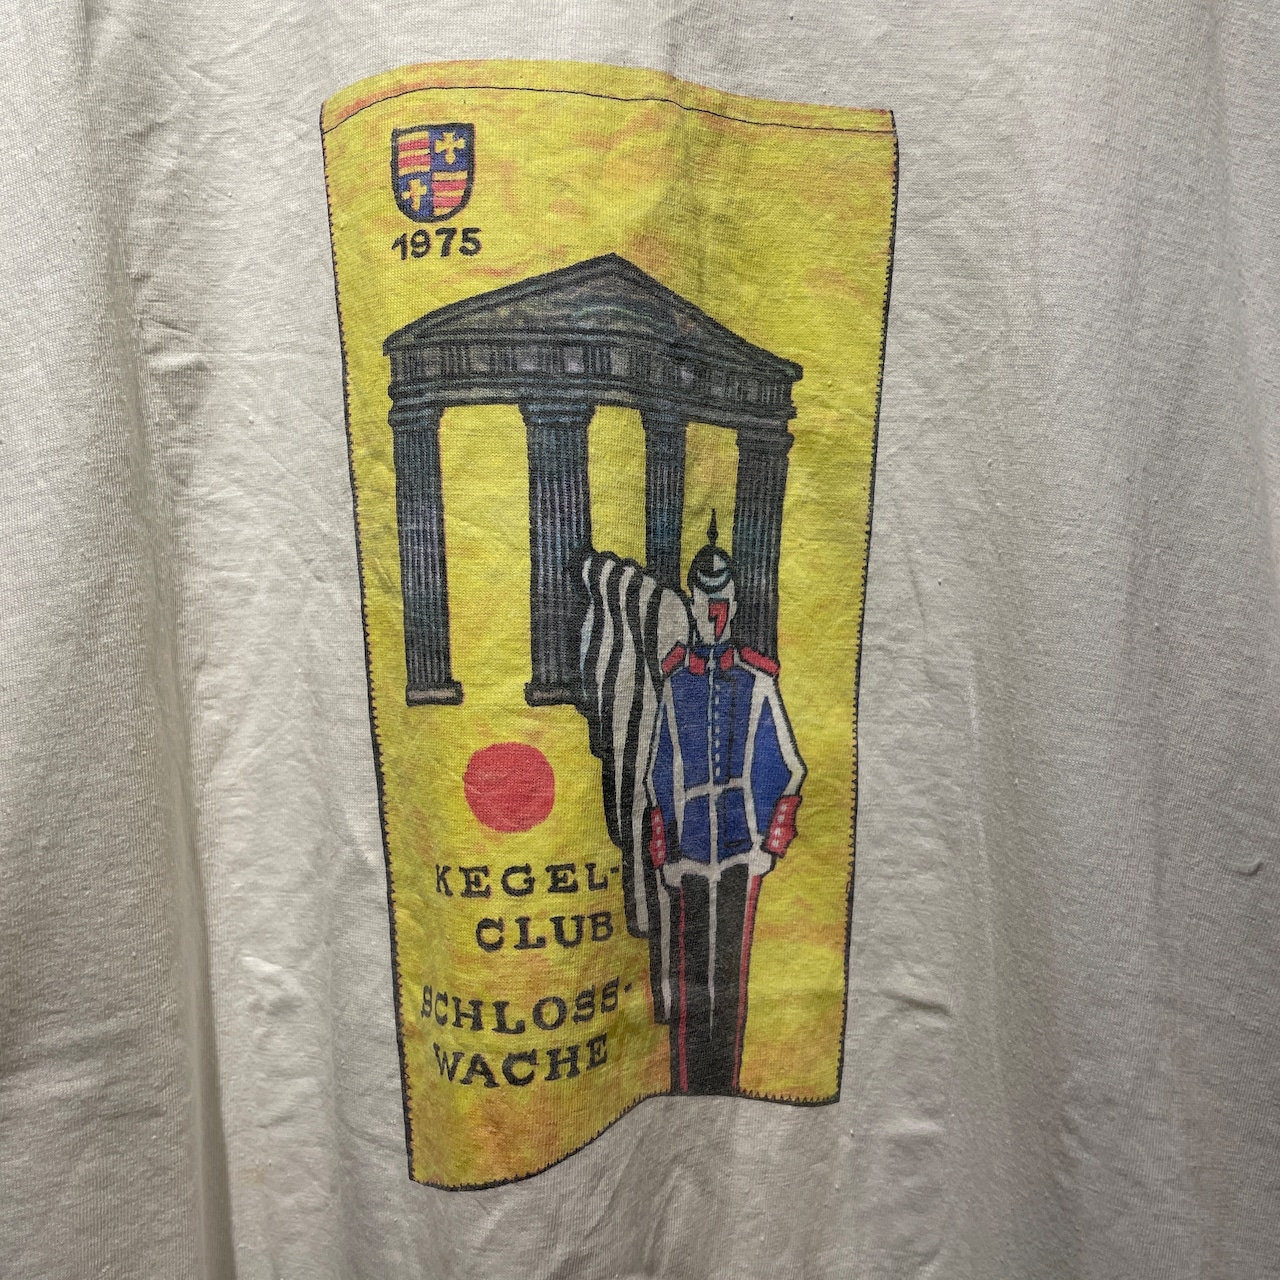 1975
KEGEL-
CLUB
SCHLOSS-
WACHE